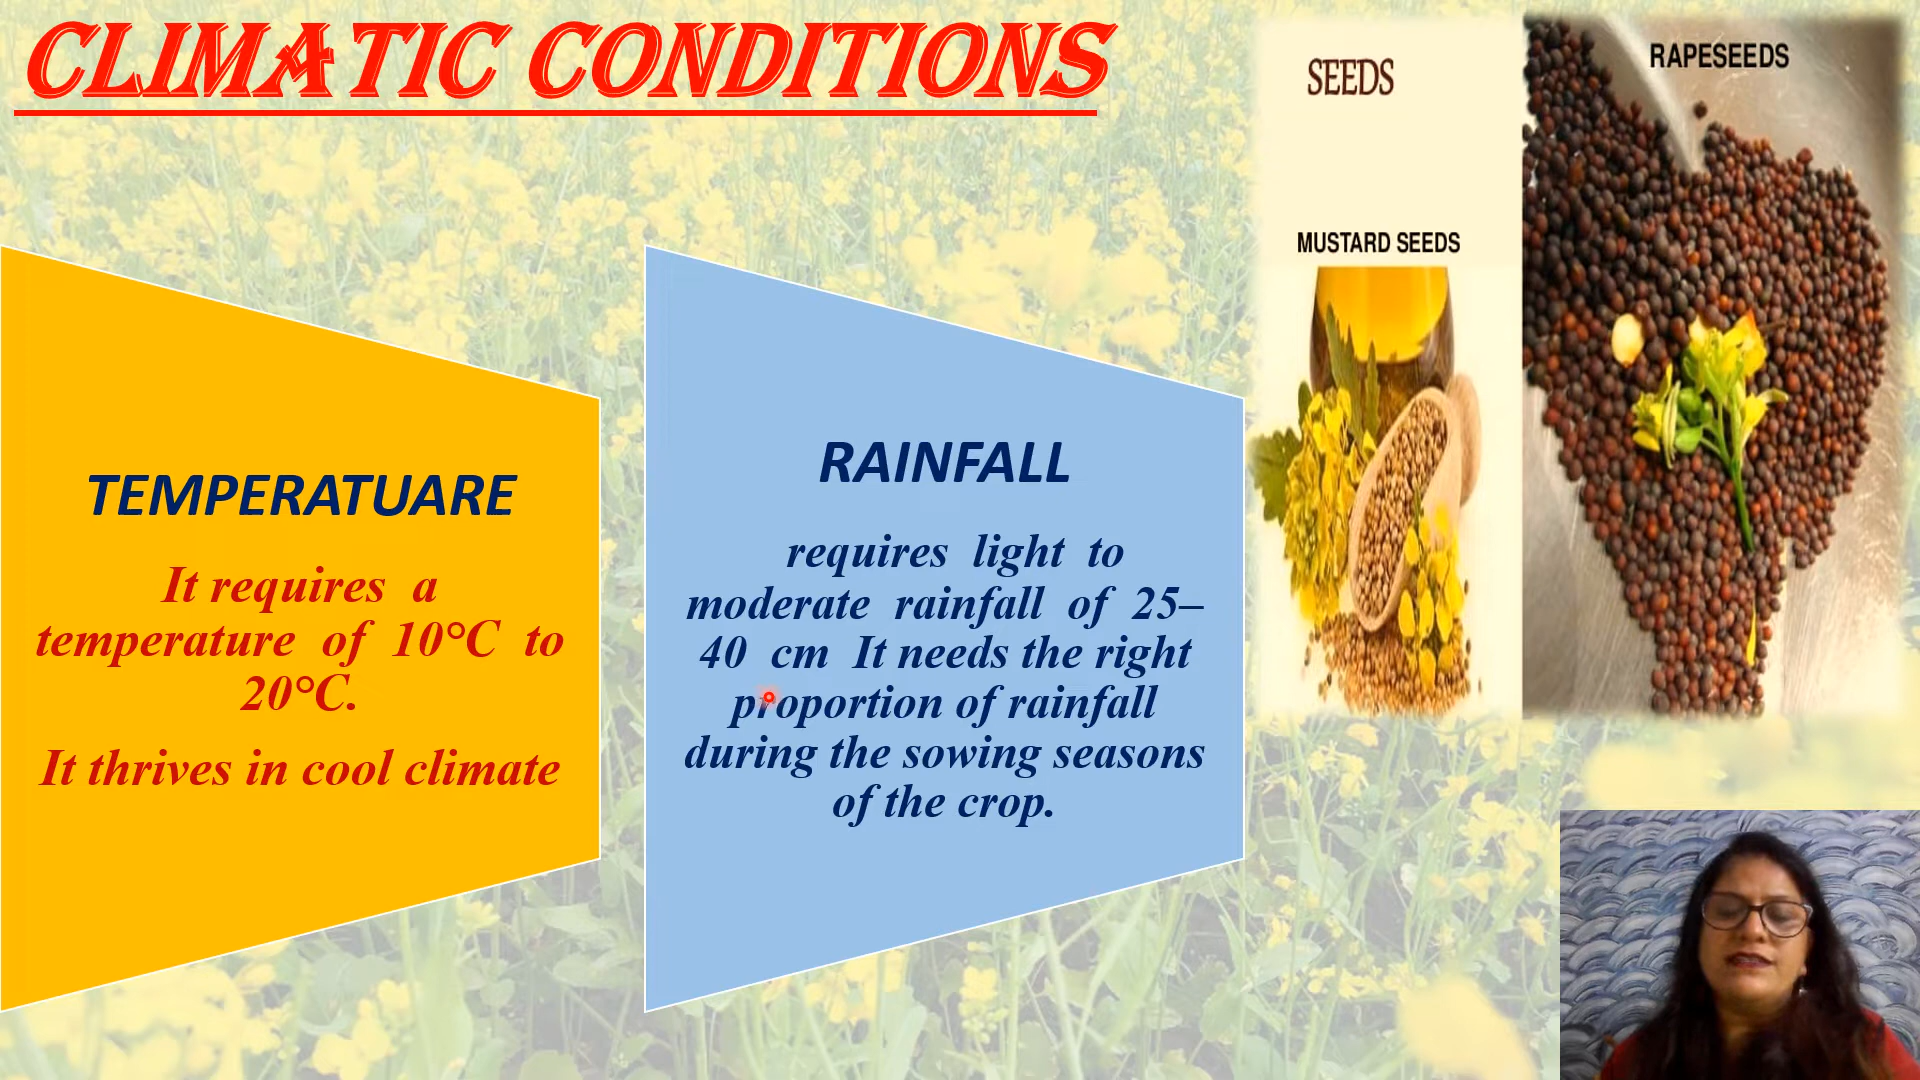 CLIMATIC CONDITIONS
SEEDS
RAPESEEDS
MUSTARD SEEDS
TEMPERATUARE
It requires a
temperature of 10°C to
20°C.
It thrives in cool climate
RAINFALL
requires light to
moderate rainfall of 25–
40 cm It needs the right
proportion of rainfall
during the sowing seasons
of the crop.